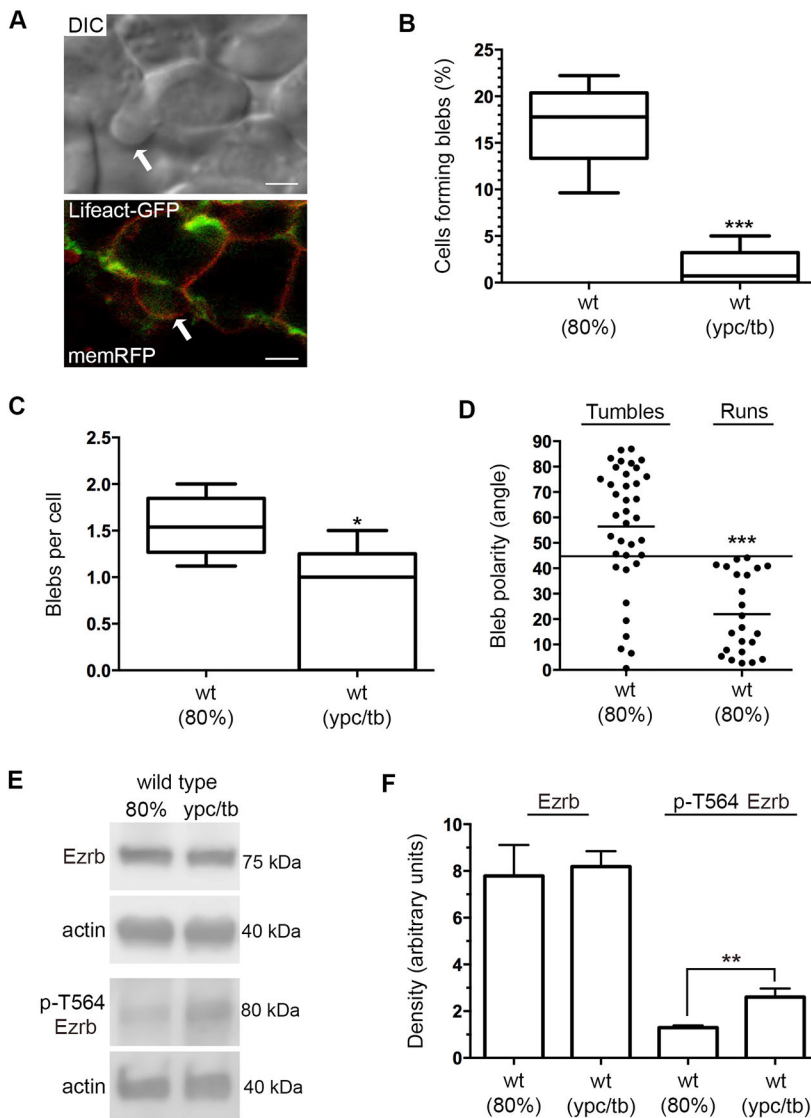 A
DIC
Lifeact-GFP
memRFP
B
Cells forming blebs (%)
25
20
15
10
5
0
***
wt
(80%)
wt
(ypc/tb)
C
Blebs per cell
2.5
2.0
1.5
1.0
0.5
0.0
*
wt
(80%)
wt
(ypc/tb)
D
Tumbles
Runs
Bleb polarity (angle)
90
80
70
60
50
40
30
20
10
0
***
wt
(80%)
wt
(80%)
E
wild type
80% ypc/tb
Ezrb
75 kDa
actin
40 kDa
p-T564
Ezrb
80 kDa
actin
40 kDa
F
Ezrb
p-T564 Ezrb
Density (arbitrary units)
10
8
6
4
2
0
**
wt
(80%)
wt
(ypc/tb)
wt
(80%)
wt
(ypc/tb)